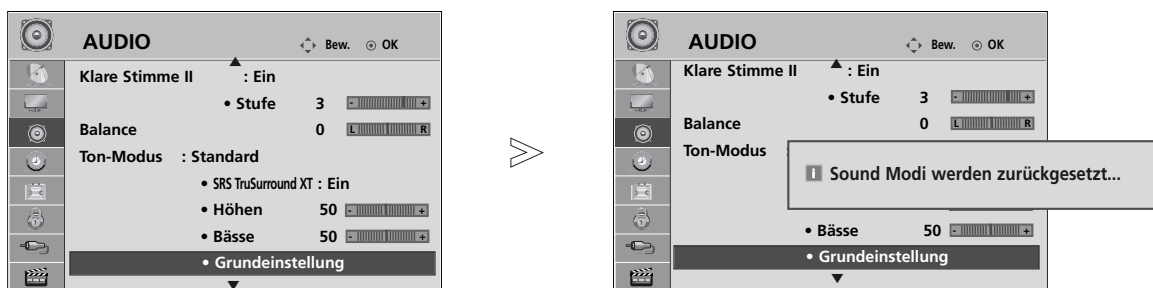 AUDIO
Bew. OK
Klare Stimme II : Ein
• Stufe 3 - +
Balance 0 L R
Ton-Modus : Standard
• SRS TruSurround XT : Ein
• Höhen 50 - +
• Bässe 50 - +
• Grundeinstellung
AUDIO
Bew. OK
Klare Stimme II : Ein
• Stufe 3 - +
Balance 0 L R
Ton-Modus :
i Sound Modi werden zurückgesetzt...
• Bässe 50 - +
• Grundeinstellung